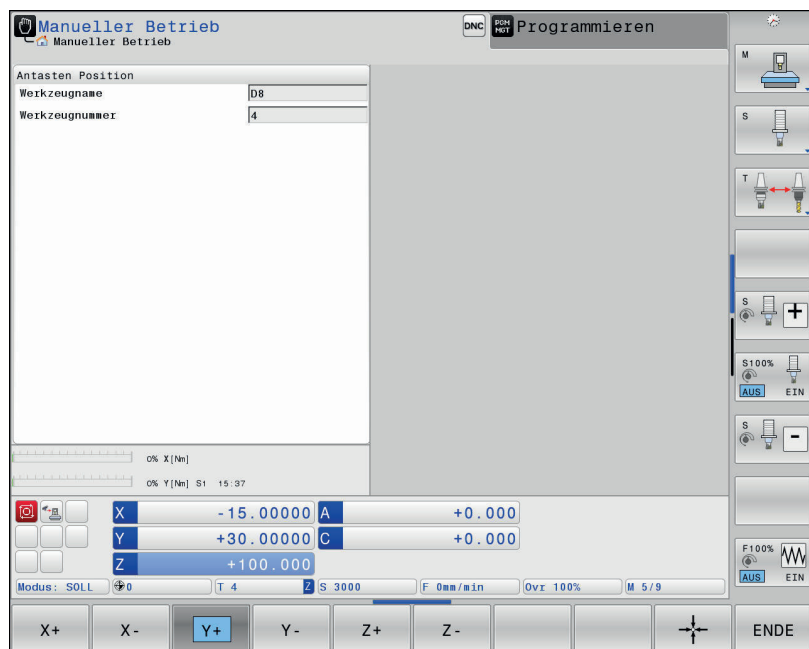 Manueller Betrieb
DNC
PGM MGT Programmieren
Manueller Betrieb
Antasten Position
Werkzeugname D8
Werkzeugnummer 4
0% X[Nm]
0% Y[Nm] S1 15:37
X -15.00000 A +0.000
Y +30.00000 C +0.000
Z +100.000
Modus: SOLL 0 T 4 Z S 3000 F 0mm/min Ovr 100% M 5/9
X+ X- Y+ Y- Z+ Z- ENDE
M
S
T
S +
S100%
AUS EIN
S -
F100%
AUS EIN